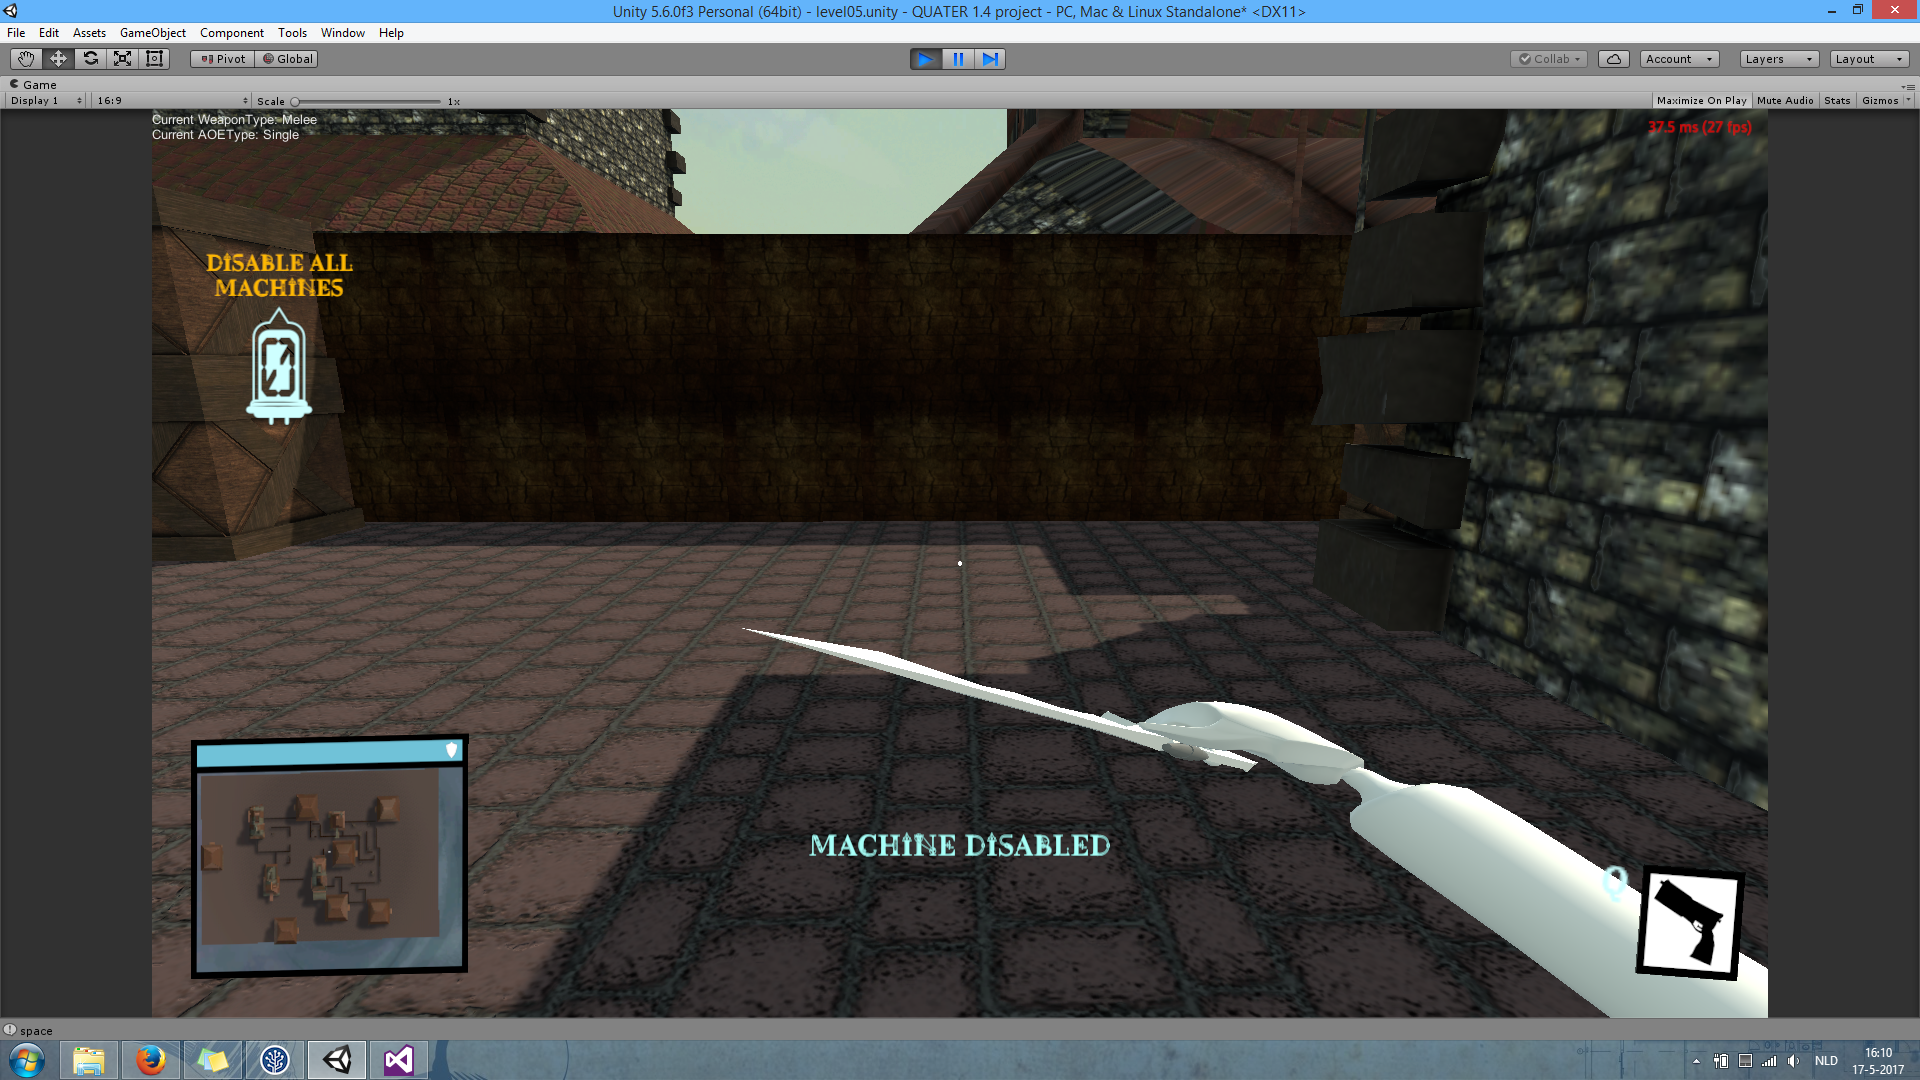 Unity 5.6.0f3 Personal (64bit) - level05.unity - QUATER 1.4 project - PC, Mac & Linux Standalone* <DX11>
File Edit Assets GameObject Component Tools Window Help
Pivot Global Collab Account Layers Layout
Game
Display 1 16:9 Scale 1x Maximize On Play Mute Audio Stats Gizmos
Current WeaponType: Melee
Current AOEType: Single
37.5 ms (27 fps)
DISABLE ALL
MACHINES
0
MACHINE DISABLED
Q
space
NLD
16:10
17-5-2017